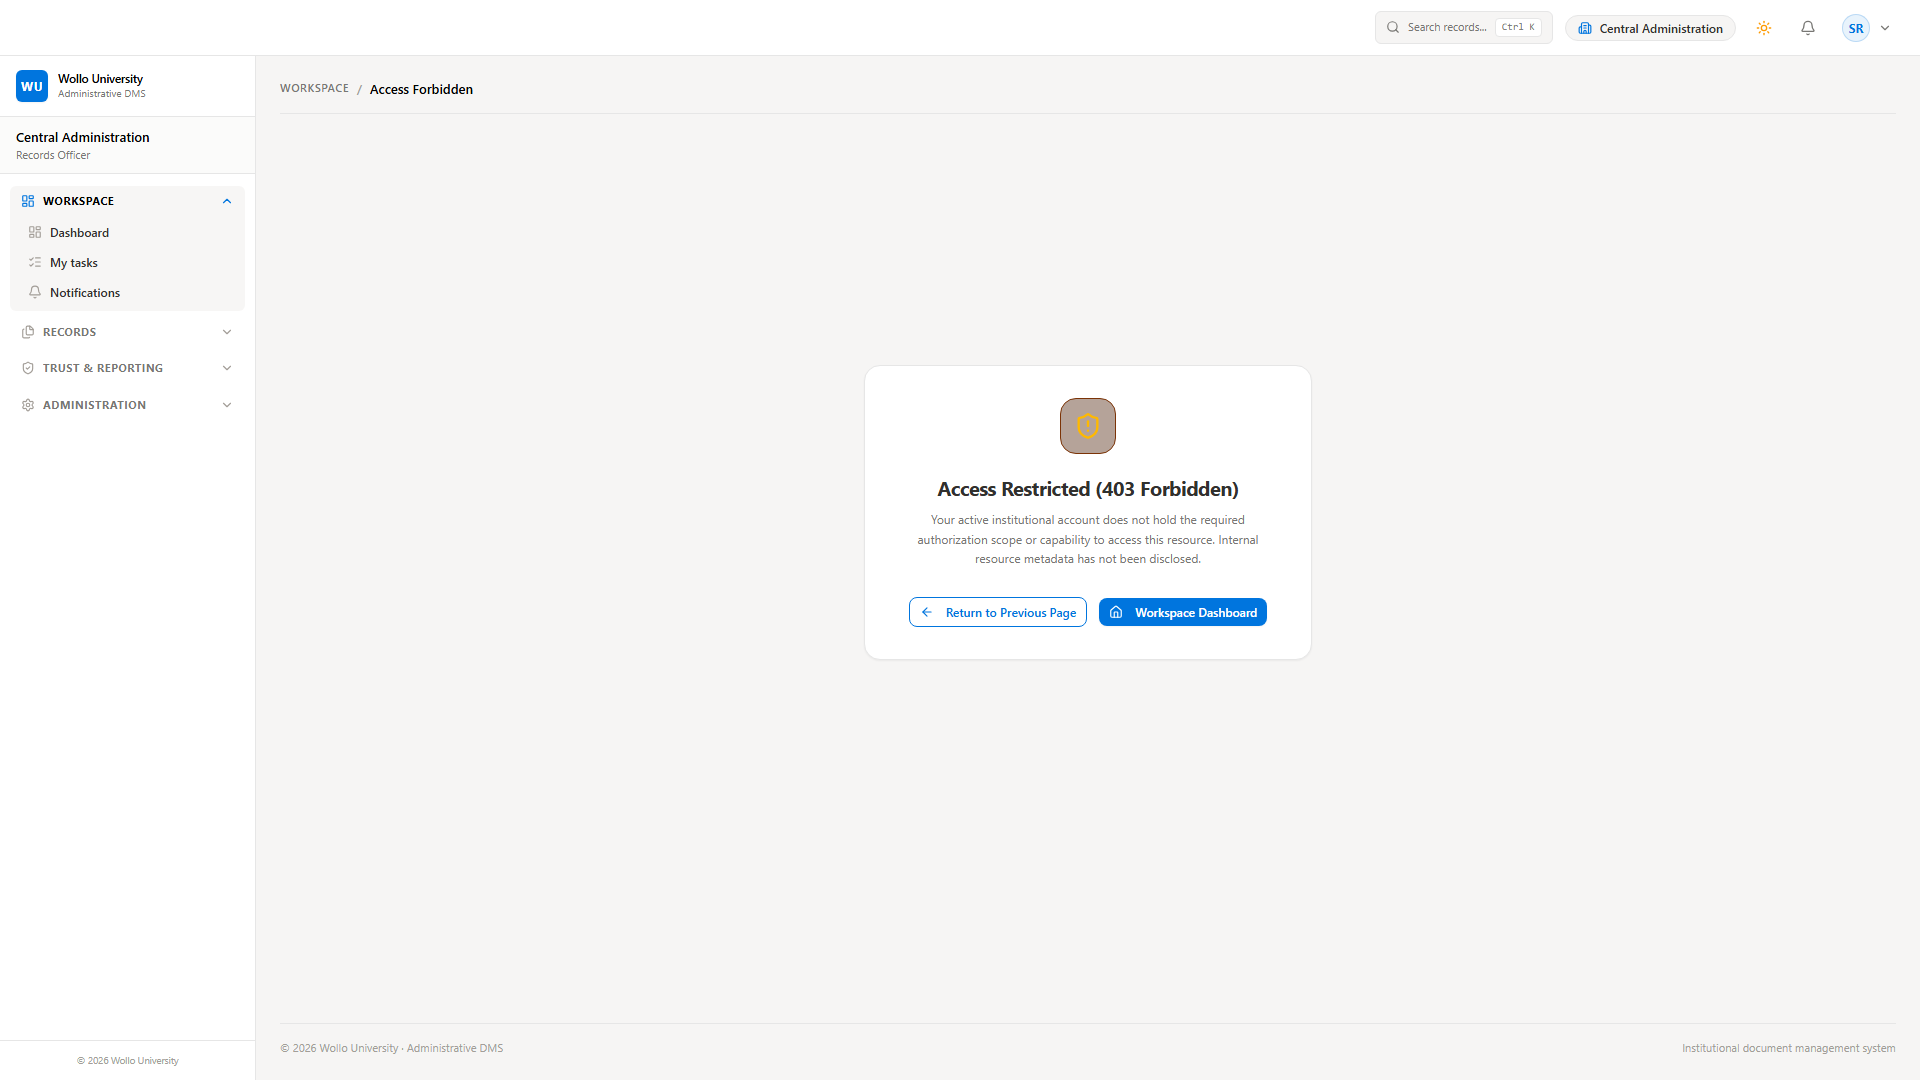 Search records... Ctrl K
Central Administration
SR
WU
Wollo University
Administrative DMS
Central Administration
Records Officer
WORKSPACE
Dashboard
My tasks
Notifications
RECORDS
TRUST & REPORTING
ADMINISTRATION
© 2026 Wollo University
WORKSPACE / Access Forbidden
Access Restricted (403 Forbidden)
Your active institutional account does not hold the required
authorization scope or capability to access this resource. Internal
resource metadata has not been disclosed.
Return to Previous Page
Workspace Dashboard
© 2026 Wollo University · Administrative DMS
Institutional document management system